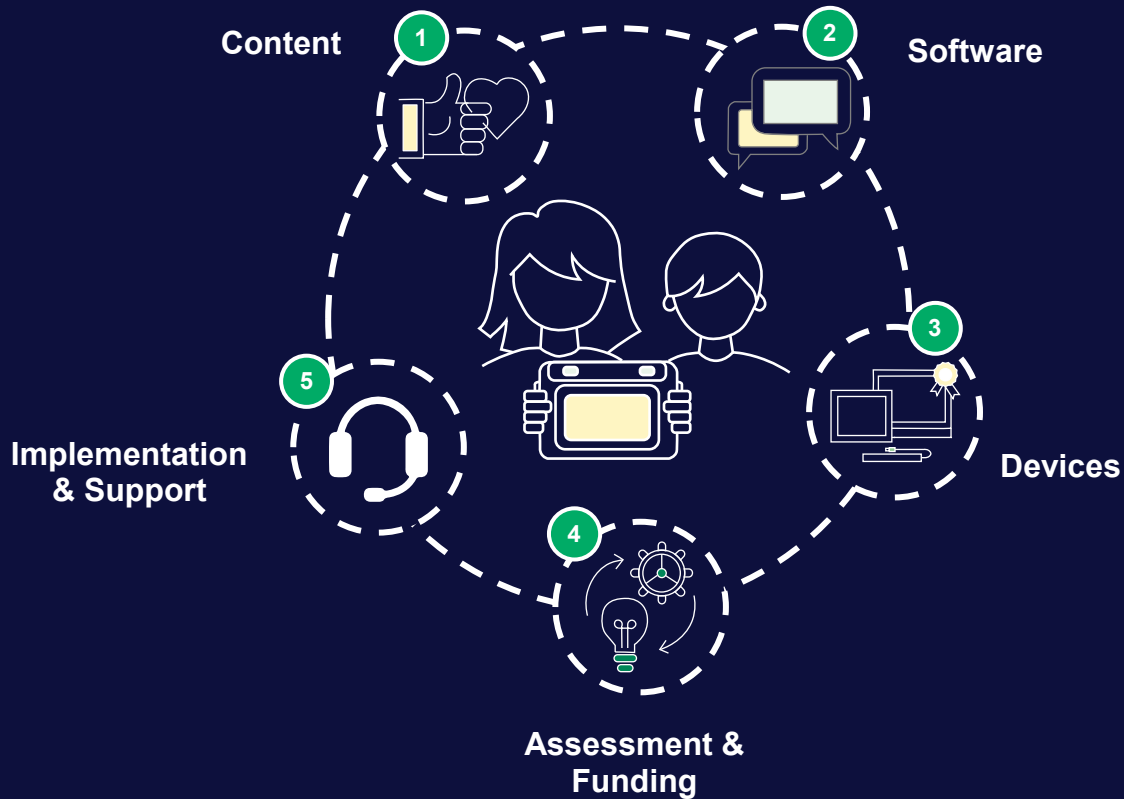 1
Content
2
Software
3
Devices
4
Assessment &
Funding
5
Implementation
& Support